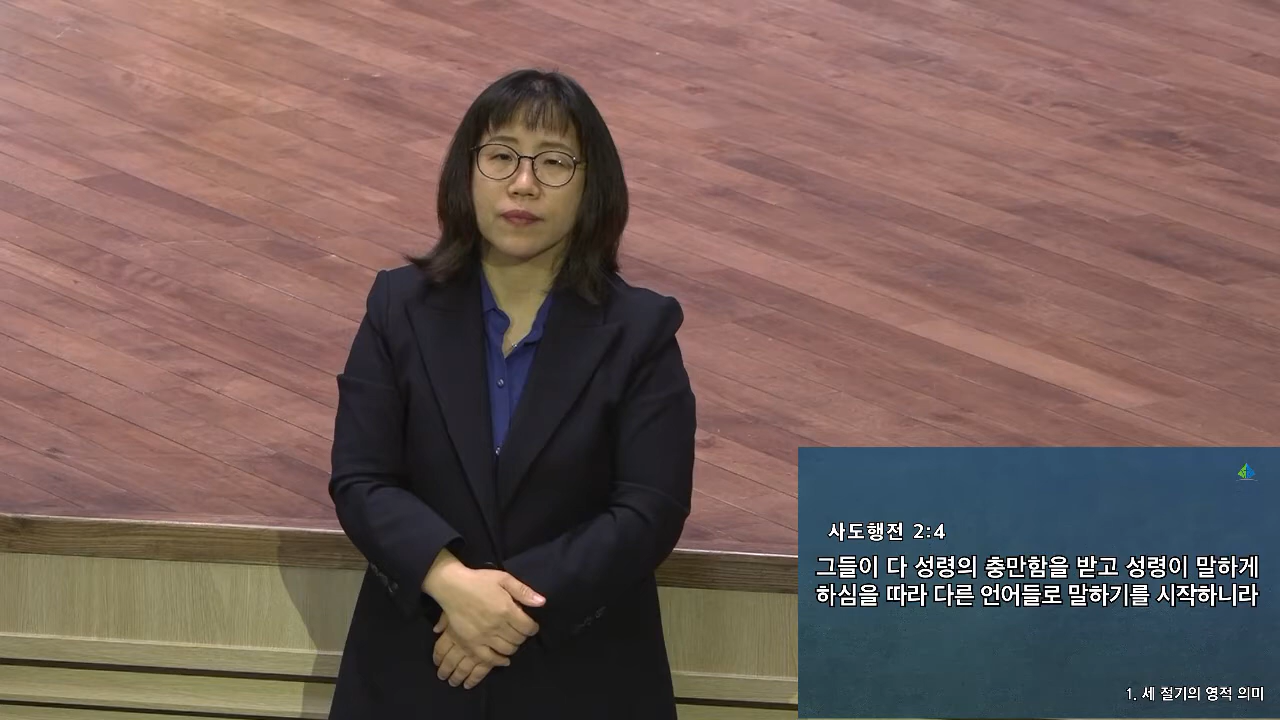 사도행전 2:4
그들이 다 성령의 충만함을 받고 성령이 말하게
하심을 따라 다른 언어들로 말하기를 시작하니라
1. 세 절기의 영적 의미